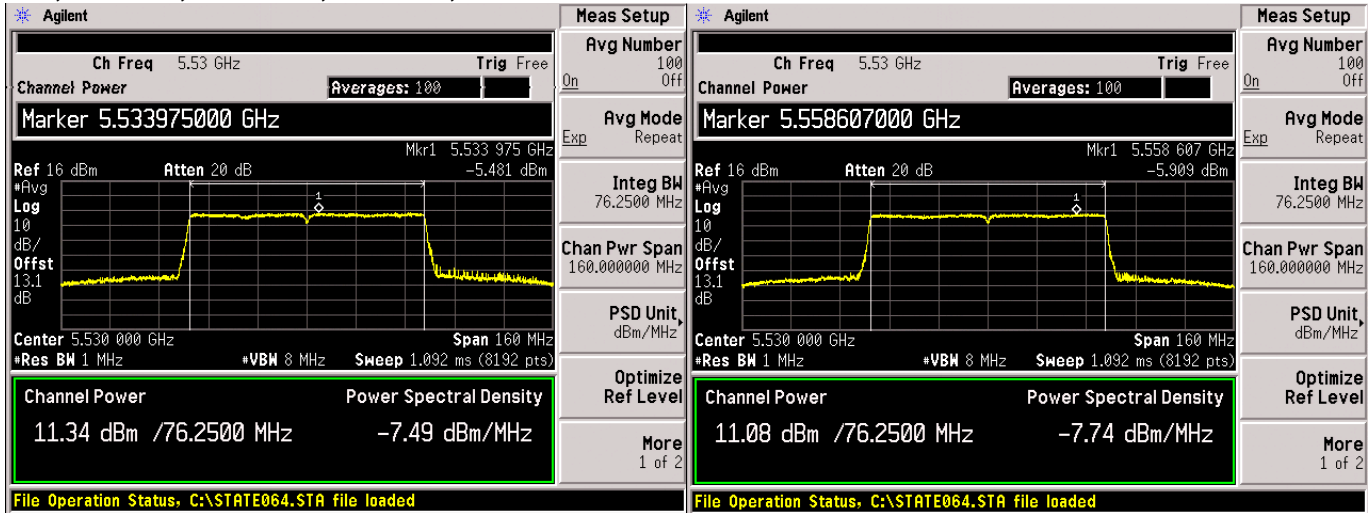 Agilent
Ch Freq 5.53 GHz Trig Free
Channel Power Averages: 100
Marker 5.533975000 GHz
Mkr1 5.533 975 GHz
Ref 16 dBm Atten 20 dB -5.481 dBm
#Avg
Log
10
dB/
Offst
13.1
dB
1
Center 5.530 000 GHz Span 160 MHz
#Res BW 1 MHz #VBW 8 MHz Sweep 1.092 ms (8192 pts)
Channel Power Power Spectral Density
11.34 dBm /76.2500 MHz -7.49 dBm/MHz
File Operation Status, C:\STATE064.STA file loaded
Meas Setup
Avg Number
100
On Off
Avg Mode
Exp Repeat
Integ BW
76.2500 MHz
Chan Pwr Span
160.000000 MHz
PSD Unit
dBm/MHz
Optimize
Ref Level
More
1 of 2
Agilent
Ch Freq 5.53 GHz Trig Free
Channel Power Averages: 100
Marker 5.558607000 GHz
Mkr1 5.558 607 GHz
Ref 16 dBm Atten 20 dB -5.909 dBm
#Avg
Log
10
dB/
Offst
13.1
dB
1
Center 5.530 000 GHz Span 160 MHz
#Res BW 1 MHz #VBW 8 MHz Sweep 1.092 ms (8192 pts)
Channel Power Power Spectral Density
11.08 dBm /76.2500 MHz -7.74 dBm/MHz
File Operation Status, C:\STATE064.STA file loaded
Meas Setup
Avg Number
100
On Off
Avg Mode
Exp Repeat
Integ BW
76.2500 MHz
Chan Pwr Span
160.000000 MHz
PSD Unit
dBm/MHz
Optimize
Ref Level
More
1 of 2